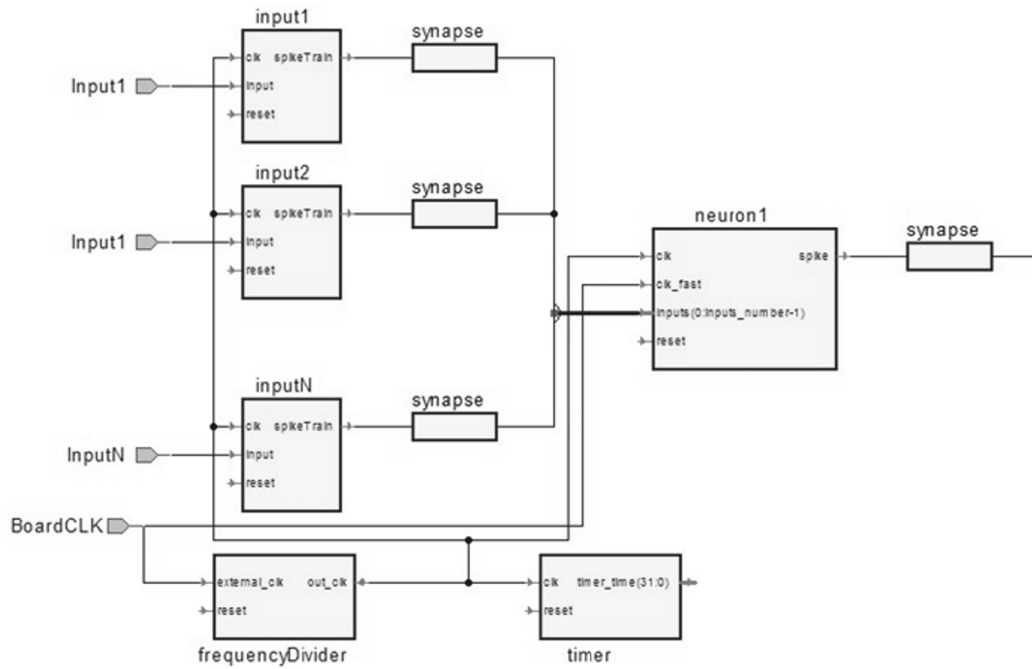 input1
clk spikeTrain
input
reset
synapse
Input1
input2
clk spikeTrain
input
reset
synapse
Input1
neuron1
clk spike
clk_fast
inputs(0:inputs_number-1)
reset
synapse
inputN
clk spikeTrain
input
reset
synapse
InputN
BoardCLK
external_clk out_clk
reset
frequencyDivider
clk timer_time(31:0)
reset
timer